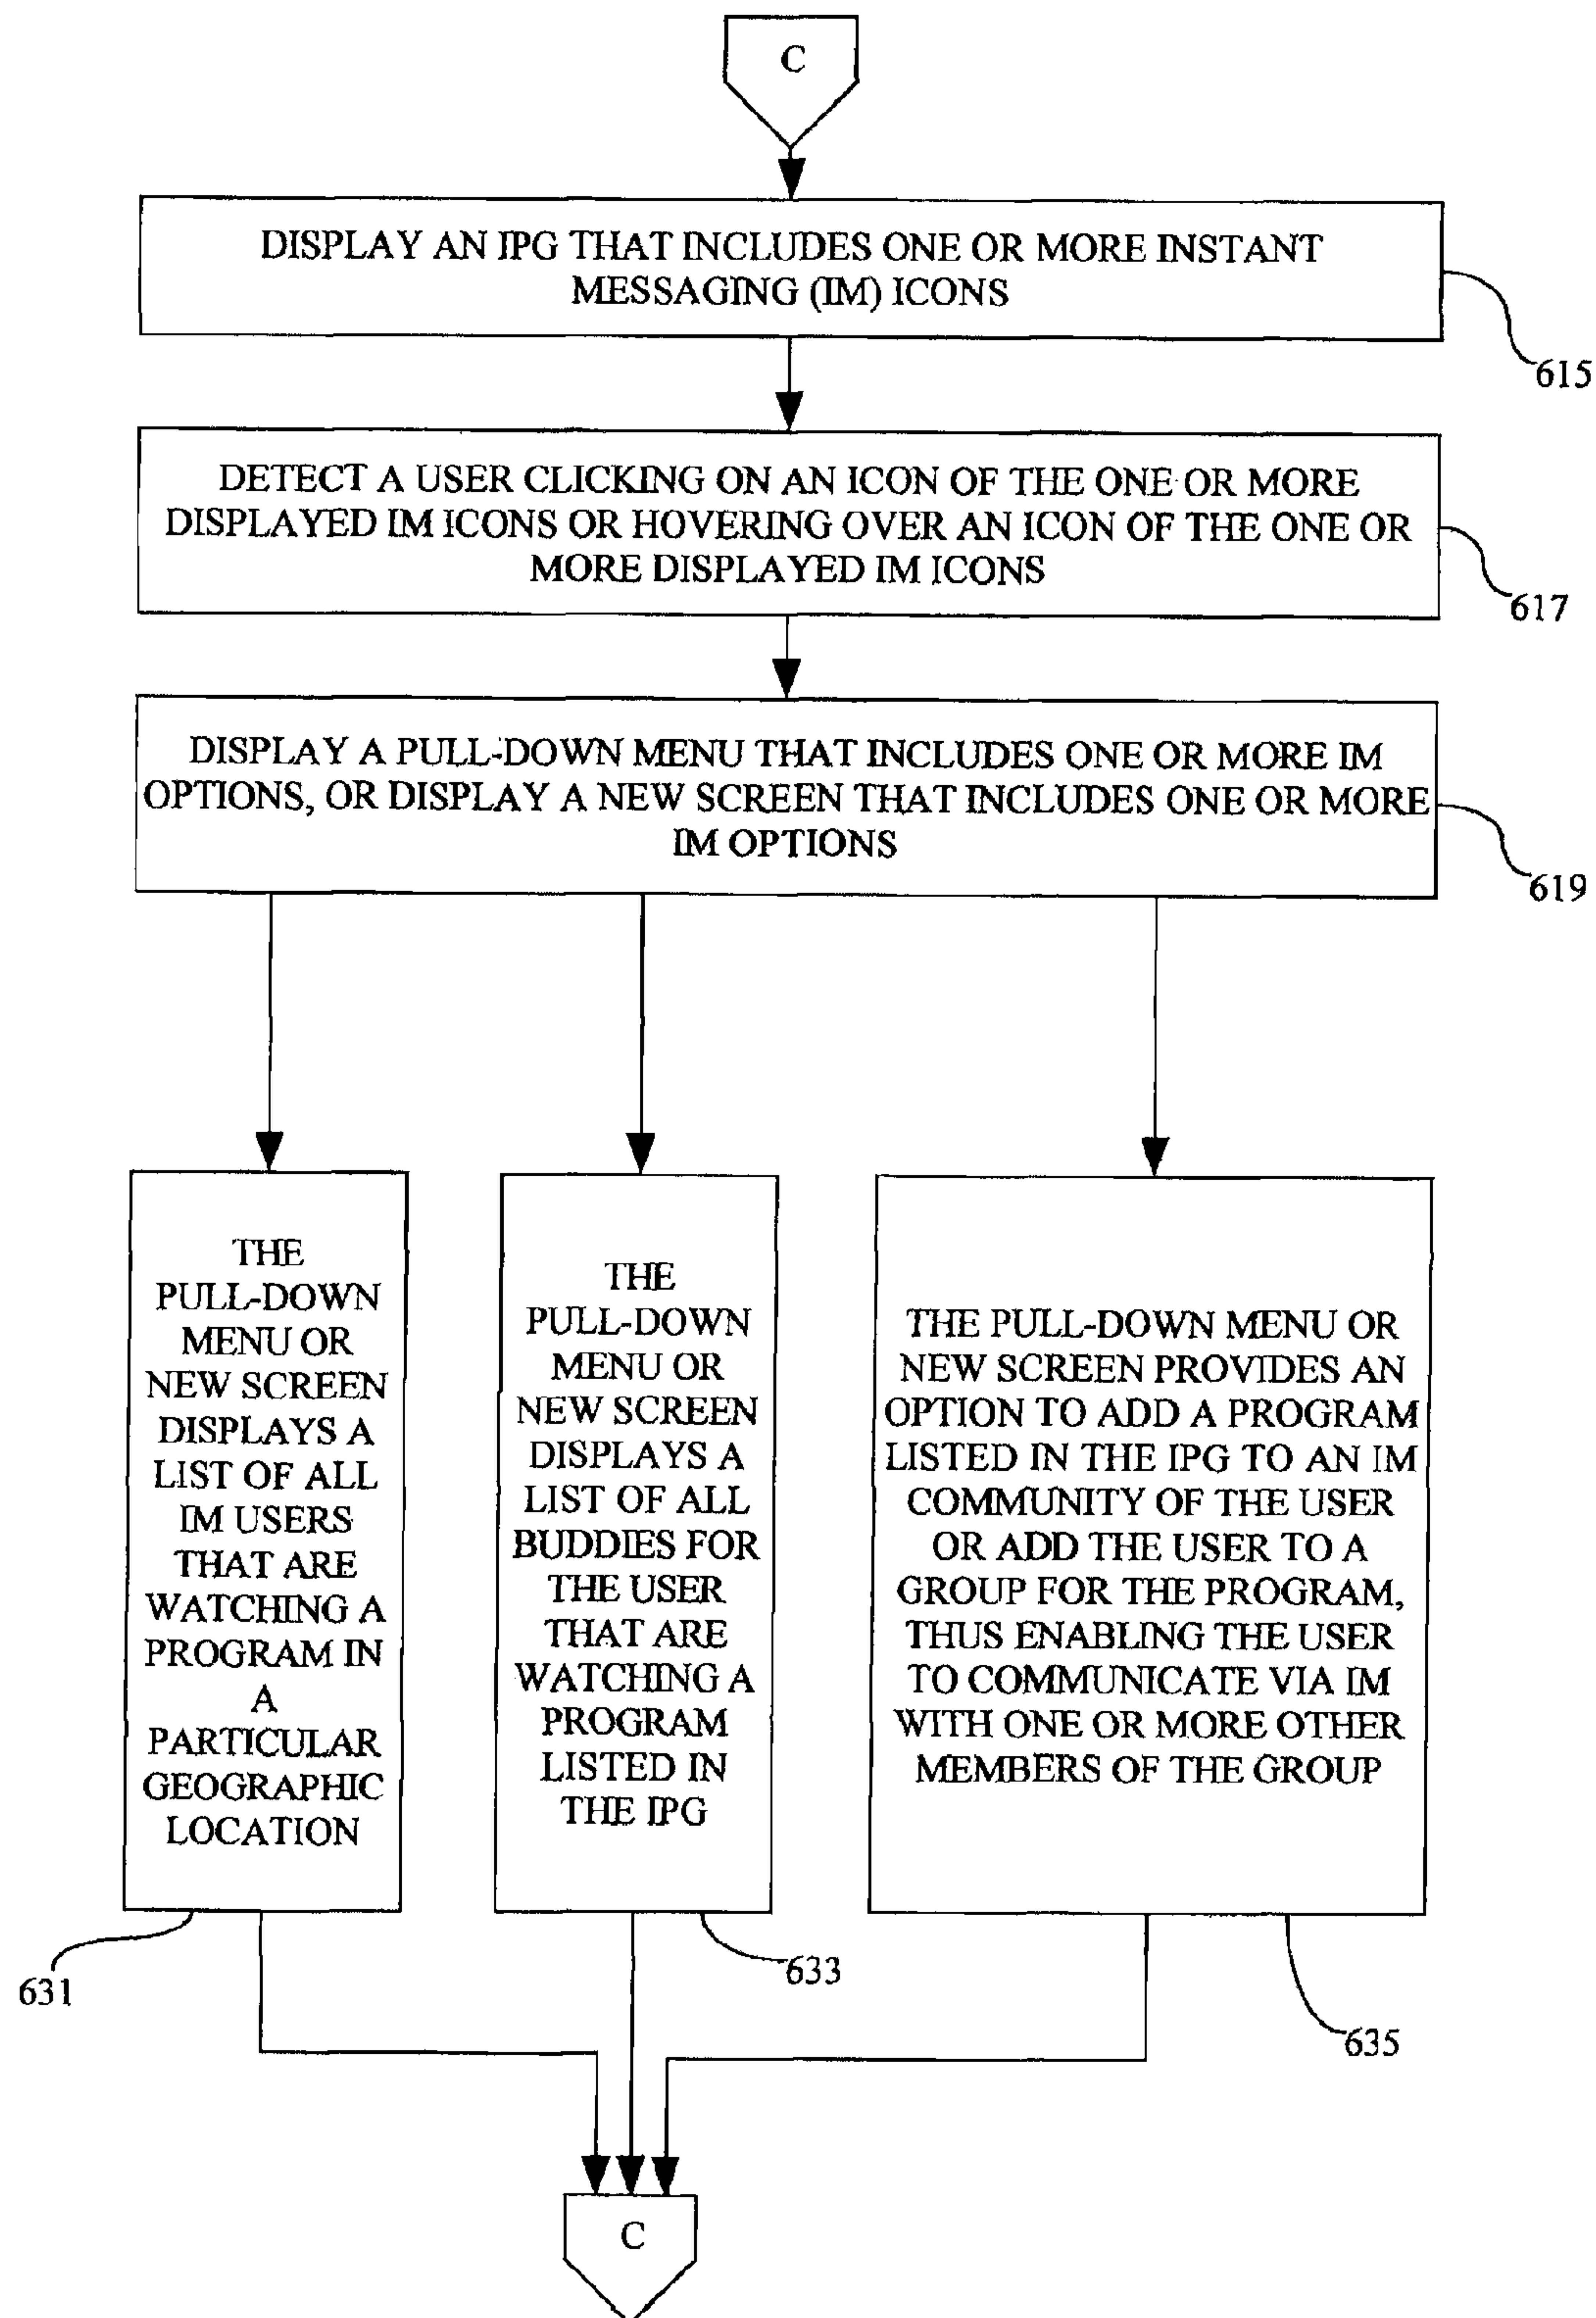 C
DISPLAY AN IPG THAT INCLUDES ONE OR MORE INSTANT
MESSAGING (IM) ICONS
615
DETECT A USER CLICKING ON AN ICON OF THE ONE OR MORE
DISPLAYED IM ICONS OR HOVERING OVER AN ICON OF THE ONE OR
MORE DISPLAYED IM ICONS
617
DISPLAY A PULL-DOWN MENU THAT INCLUDES ONE OR MORE IM
OPTIONS, OR DISPLAY A NEW SCREEN THAT INCLUDES ONE OR MORE
IM OPTIONS
619
THE
PULL-DOWN
MENU OR
NEW SCREEN
DISPLAYS A
LIST OF ALL
IM USERS
THAT ARE
WATCHING A
PROGRAM IN
A
PARTICULAR
GEOGRAPHIC
LOCATION
631
THE
PULL-DOWN
MENU OR
NEW SCREEN
DISPLAYS A
LIST OF ALL
BUDDIES FOR
THE USER
THAT ARE
WATCHING A
PROGRAM
LISTED IN
THE IPG
633
THE PULL-DOWN MENU OR
NEW SCREEN PROVIDES AN
OPTION TO ADD A PROGRAM
LISTED IN THE IPG TO AN IM
COMMUNITY OF THE USER
OR ADD THE USER TO A
GROUP FOR THE PROGRAM,
THUS ENABLING THE USER
TO COMMUNICATE VIA IM
WITH ONE OR MORE OTHER
MEMBERS OF THE GROUP
635
C